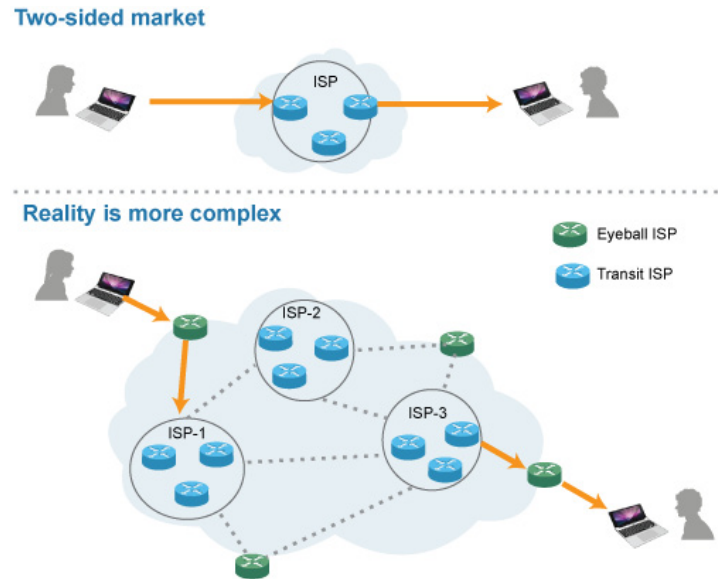 Two-sided market
ISP
Reality is more complex
Eyeball ISP
Transit ISP
ISP-2
ISP-3
ISP-1